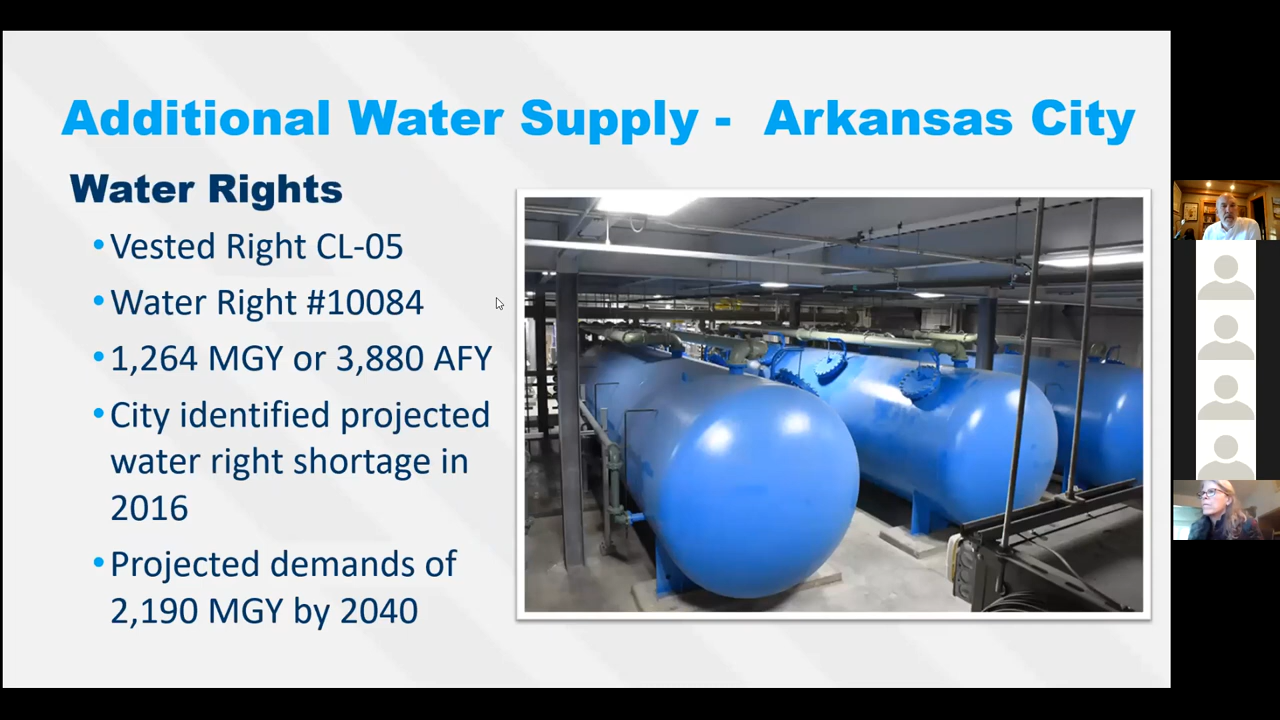 Additional Water Supply - Arkansas City
Water Rights
•Vested Right CL-05
•Water Right #10084
•1,264 MGY or 3,880 AFY
•City identified projected
water right shortage in
2016
•Projected demands of
2,190 MGY by 2040